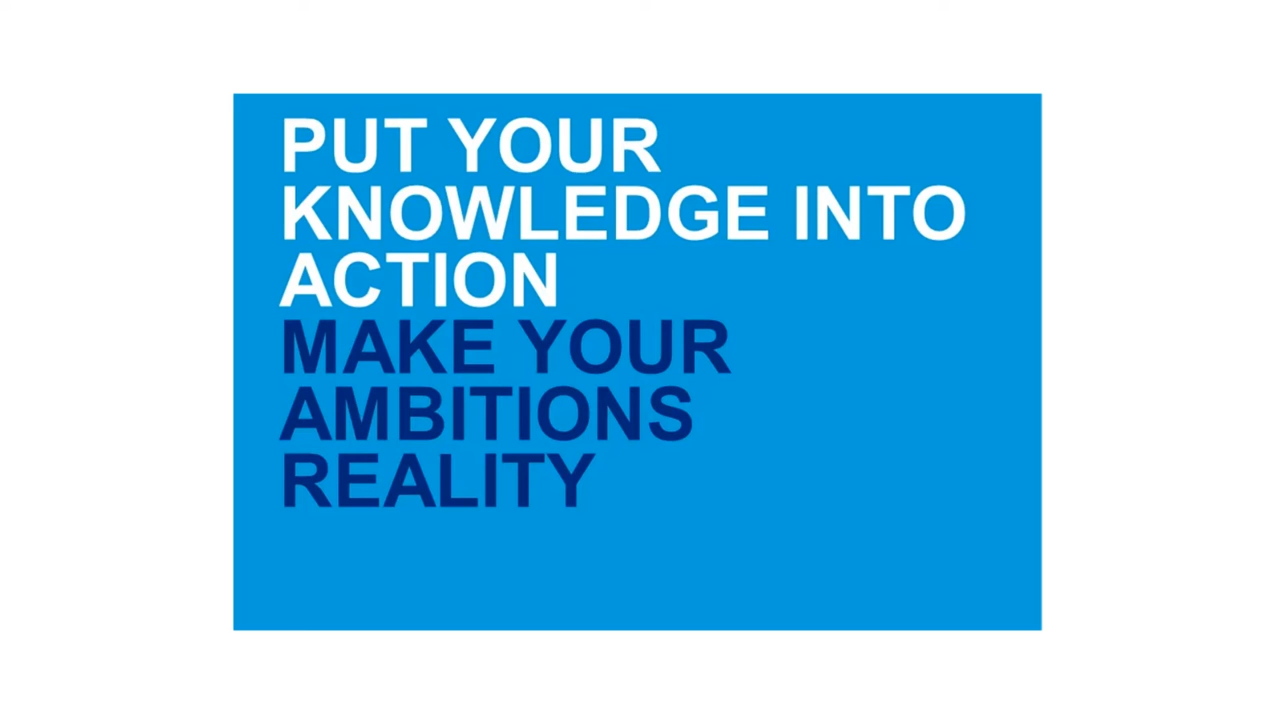 PUT YOUR
KNOWLEDGE INTO
ACTION
MAKE YOUR
AMBITIONS
REALITY